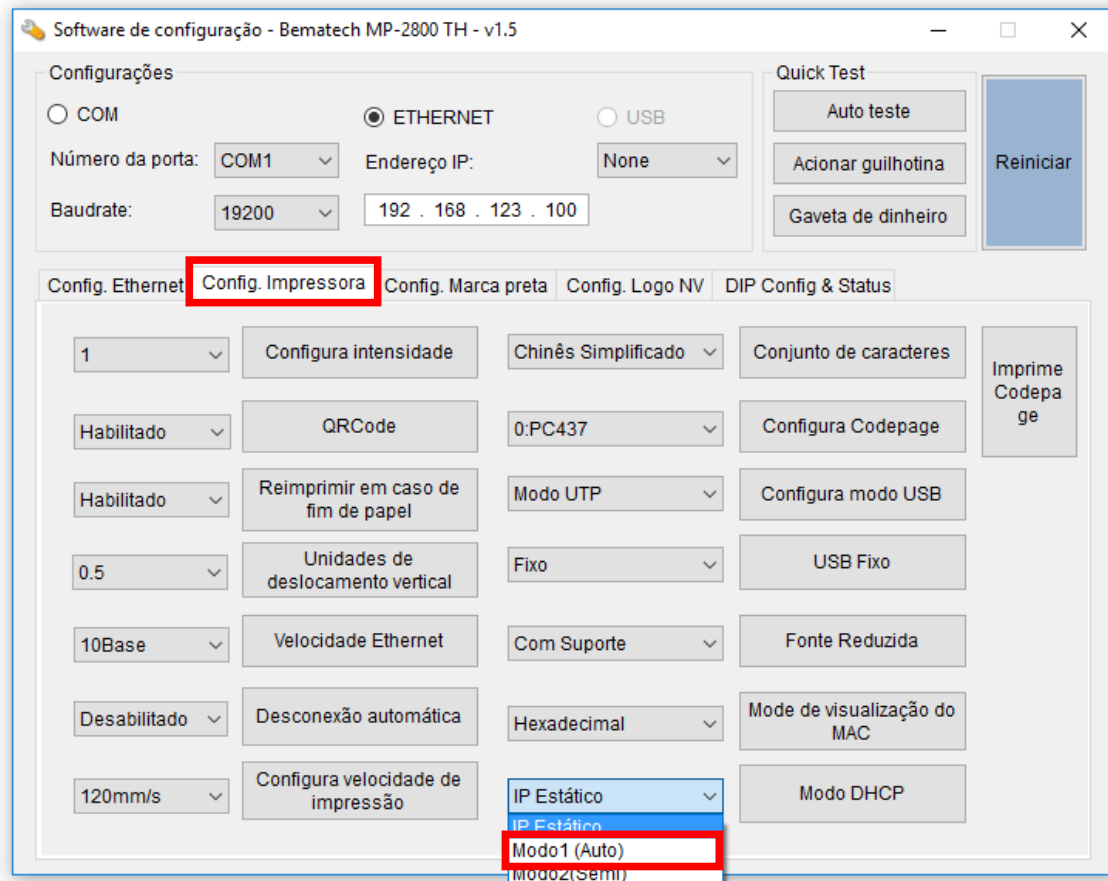 Software de configuração - Bematech MP-2800 TH - v1.5
Configurações
COM
ETHERNET
USB
Número da porta:
COM1
Endereço IP:
None
Baudrate:
19200
192 . 168 . 123 . 100
Quick Test
Auto teste
Acionar guilhotina
Gaveta de dinheiro
Reiniciar
Config. Ethernet
Config. Impressora
Config. Marca preta
Config. Logo NV
DIP Config & Status
1
Configura intensidade
Chinês Simplificado
Conjunto de caracteres
Imprime
Codepa
ge
Habilitado
QRCode
0:PC437
Configura Codepage
Habilitado
Reimprimir em caso de
fim de papel
Modo UTP
Configura modo USB
0.5
Unidades de
deslocamento vertical
Fixo
USB Fixo
10Base
Velocidade Ethernet
Com Suporte
Fonte Reduzida
Desabilitado
Desconexão automática
Hexadecimal
Mode de visualização do
MAC
120mm/s
Configura velocidade de
impressão
IP Estático
Modo DHCP
IP Estático
Modo1 (Auto)
Modo2(Semi)